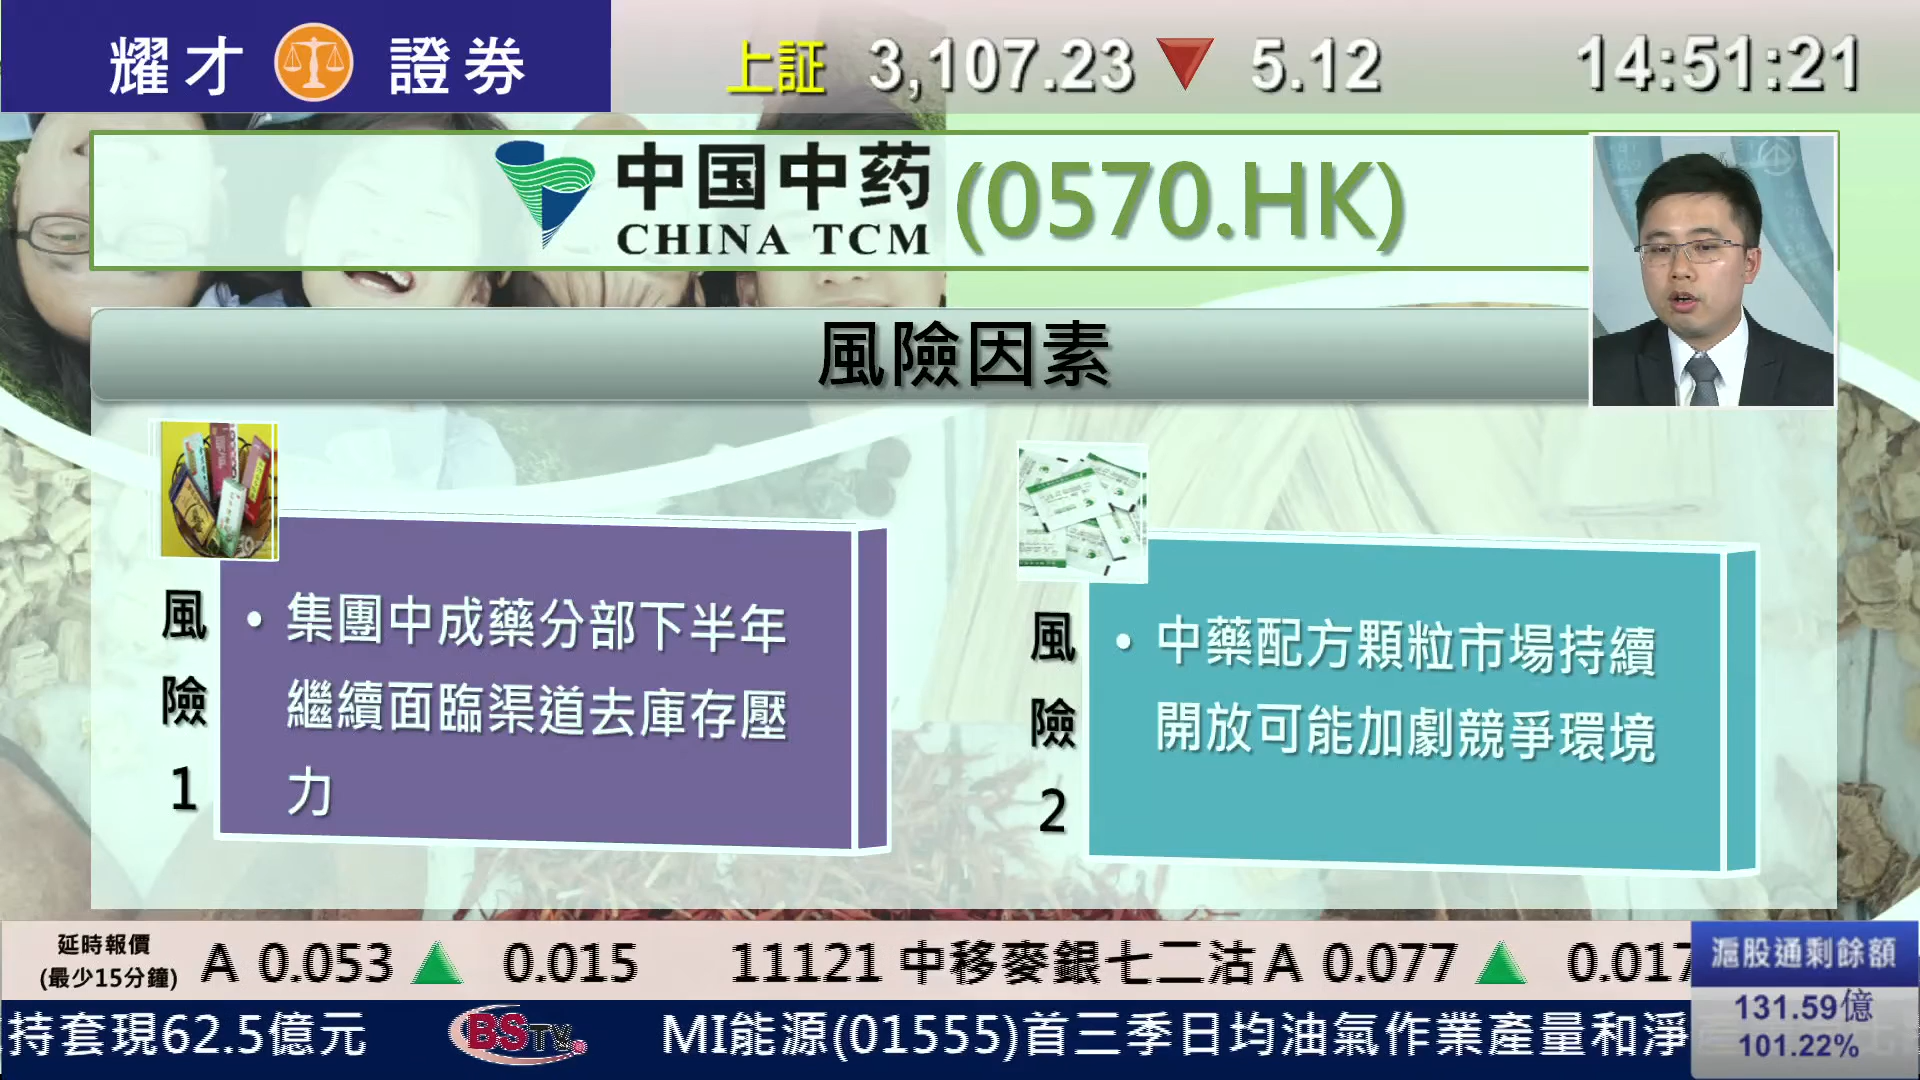 耀才 證券
上証 3,107.23 ▼ 5.12
14:51:21
中国中药 (0570.HK)
CHINA TCM
風險因素
風險1
• 集團中成藥分部下半年
繼續面臨渠道去庫存壓
力
風險2
• 中藥配方顆粒市場持續
開放可能加劇競爭環境
延時報價
(最少15分鐘)
A 0.053 ▲ 0.015 11121 中移麥銀七二沽A 0.077 ▲ 0.017
滬股通剩餘額
131.59億
101.22%
持套現62.5億元 BSTV MI能源(01555)首三季日均油氣作業產量和淨